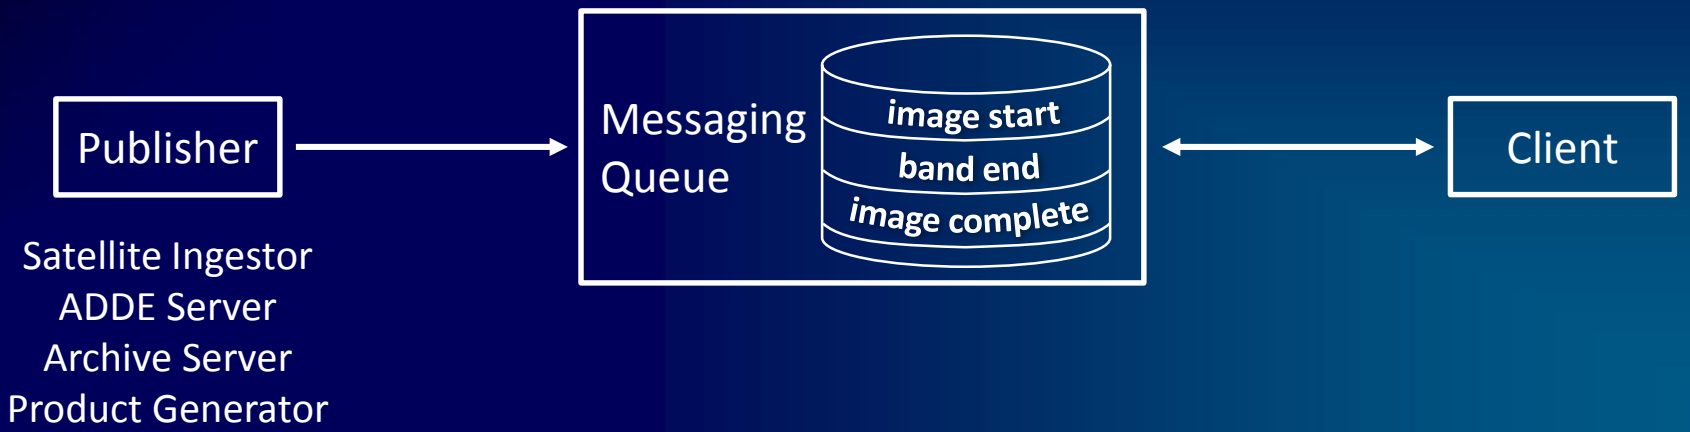 Publisher
Satellite Ingestor
ADDE Server
Archive Server
Product Generator
Messaging
Queue
image start
band end
image complete
Client